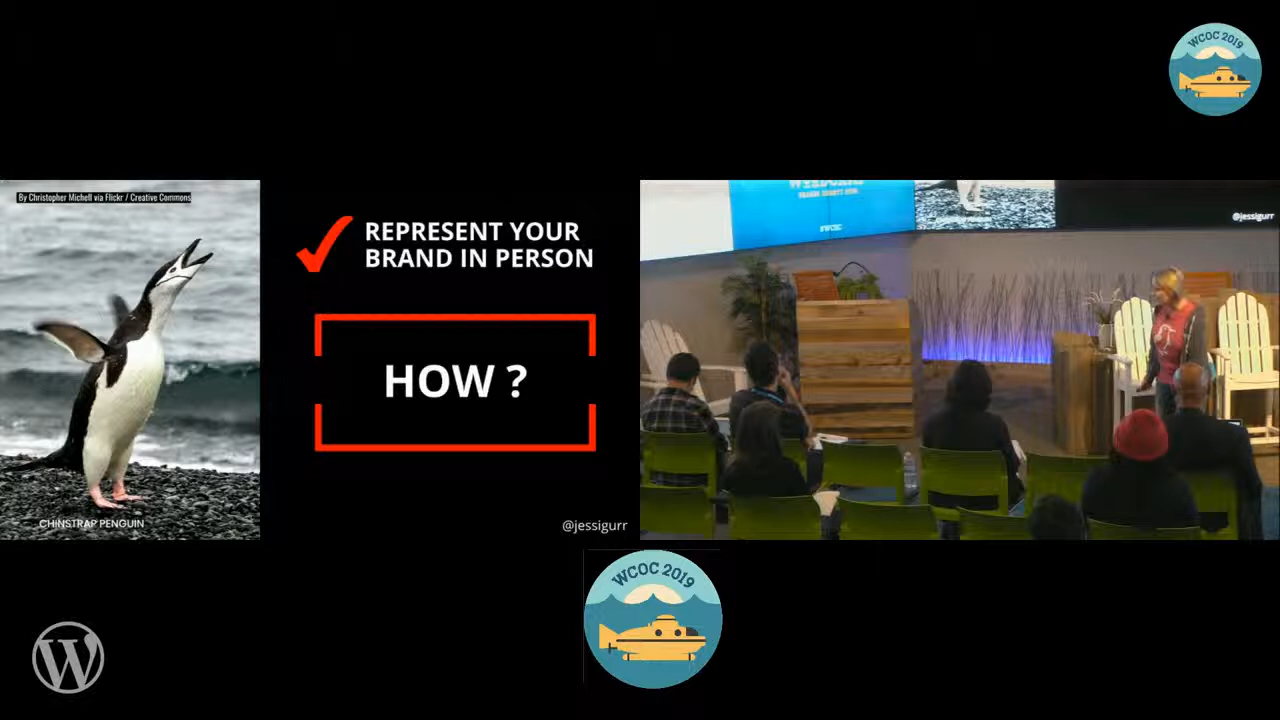 WCOC 2019
By Christopher Michell via Flickr / Creative Commons
REPRESENT YOUR
BRAND IN PERSON
HOW ?
CHINSTRAP PENGUIN
@jessigurr
#WCOC
@jessigurr
WCOC 2019